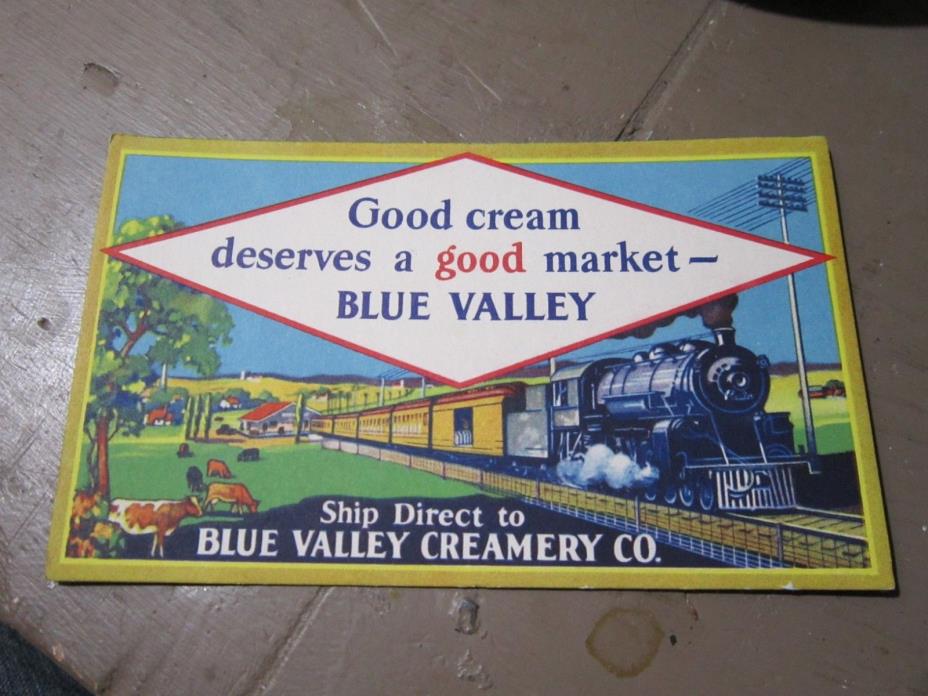 Good cream
deserves a good market—
BLUE VALLEY
Ship Direct to
BLUE VALLEY CREAMERY CO.